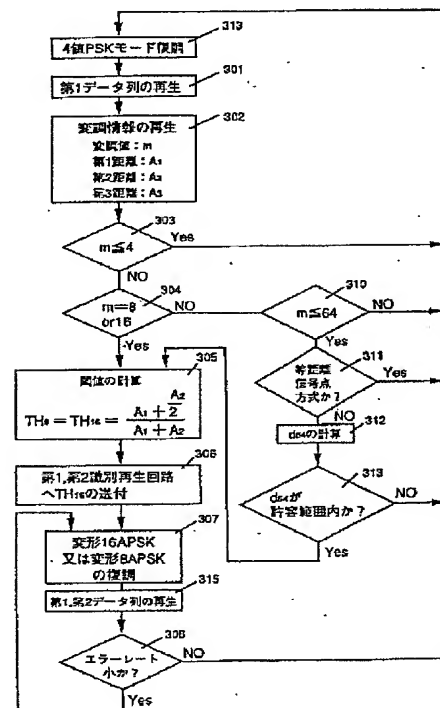 313
4値PSKモード復調
301
第1データ列の再生
302
変調情報の再生
変調値：m
第1距離：A₁
第2距離：A₂
第3距離：A₃
303
m≦4
Yes
NO
304
m=8
or16
NO
Yes
310
m≦64
NO
Yes
311
等距離
信号点
方式か？
Yes
NO
312
d₆₄の計算
313
d₆₄が
許容範囲内か？
NO
Yes
305
閾値の計算
TH₈ = TH₁₆ = (A₁ + A₂/2) / (A₁ + A₂)
306
第1,第2識別再生回路
へTH₁₆の送付
307
変形16APSK
又は変形8APSK
の復調
315
第1,第2データ列の再生
308
エラーレート
小か？
NO
Yes